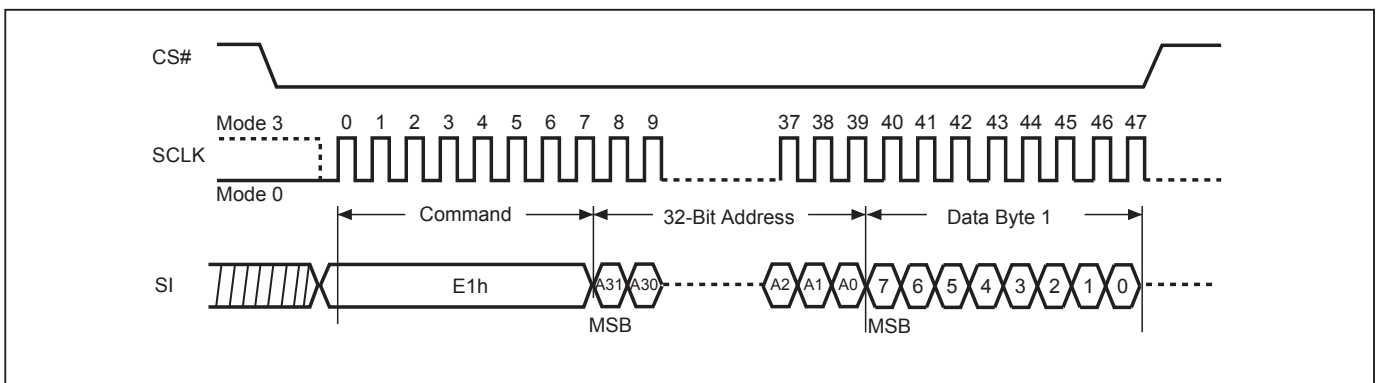 CS#
Mode 3 0 1 2 3 4 5 6 7 8 9 37 38 39 40 41 42 43 44 45 46 47
SCLK
Mode 0
Command 32-Bit Address Data Byte 1
SI E1h A31 A30 A2 A1 A0 7 6 5 4 3 2 1 0
MSB MSB